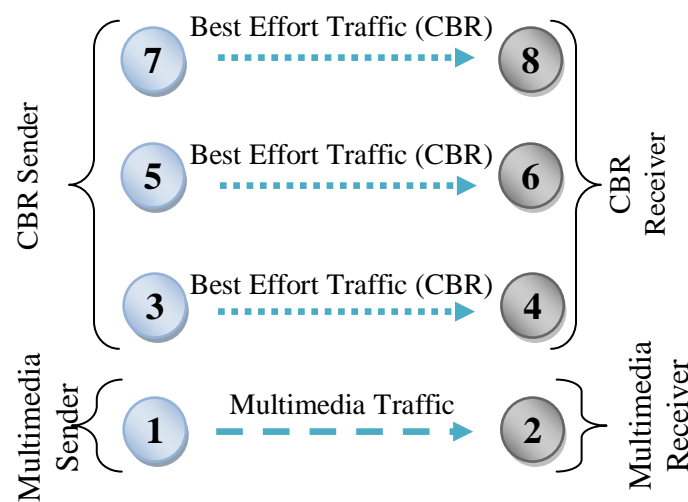 Best Effort Traffic (CBR)
7
8
Best Effort Traffic (CBR)
5
6
Best Effort Traffic (CBR)
3
4
Multimedia Traffic
1
2
CBR Sender
CBR
Receiver
Multimedia
Sender
Multimedia
Receiver